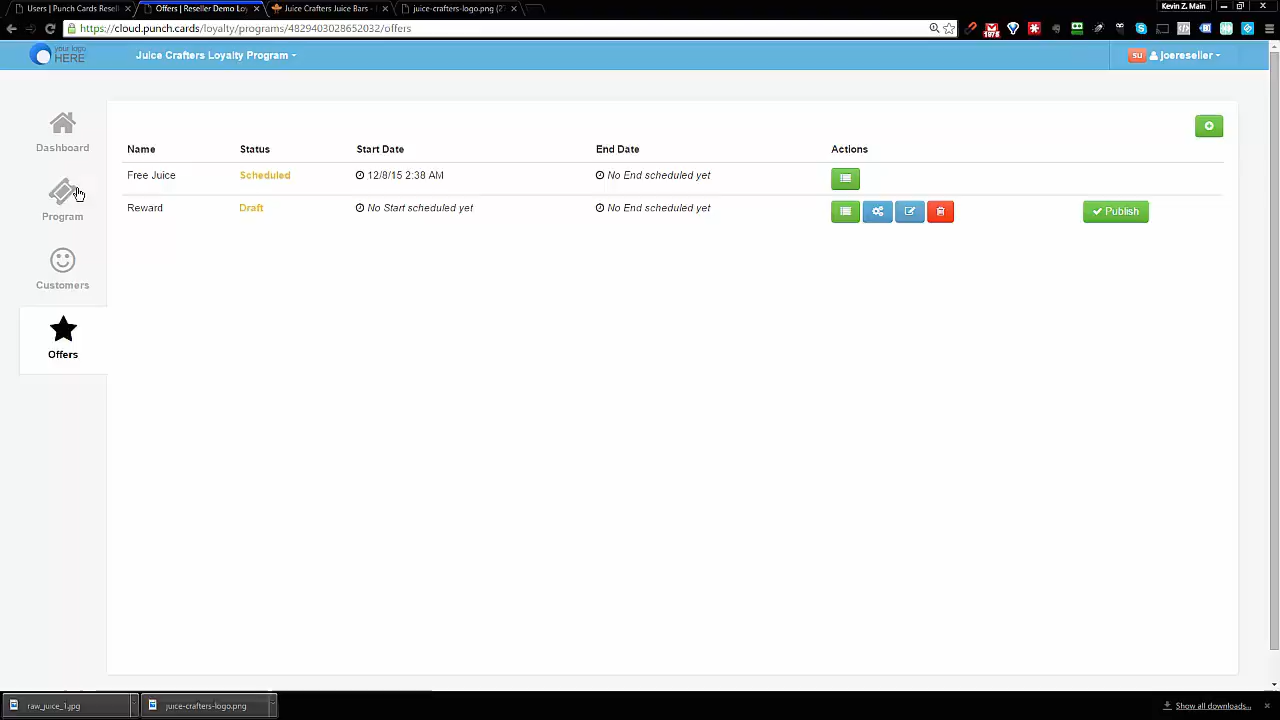 Users | Punch Cards Resell
Offers | Reseller Demo Lo
Juice Crafters Juice Bars -
juice-crafters-logo.png (2
Kevin Z. Main
https://cloud.punch.cards/loyalty/programs/4829403028652032/offers
your logo
HERE
Juice Crafters Loyalty Program
su
joereseller
Dashboard
Program
Customers
Offers
Name Status Start Date End Date Actions
Free Juice Scheduled 12/8/15 2:38 AM No End scheduled yet
Reward Draft No Start scheduled yet No End scheduled yet Publish
raw_juice_1.jpg
juice-crafters-logo.png
Show all downloads...